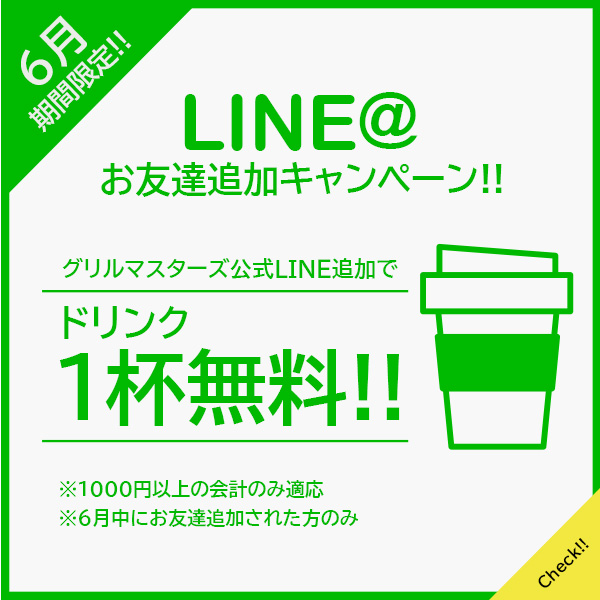 6月
期間限定!!
LINE@
お友達追加キャンペーン!!
グリルマスターズ公式LINE追加で
ドリンク
1杯無料!!
※1000円以上の会計のみ適応
※6月中にお友達追加された方のみ
Check!!